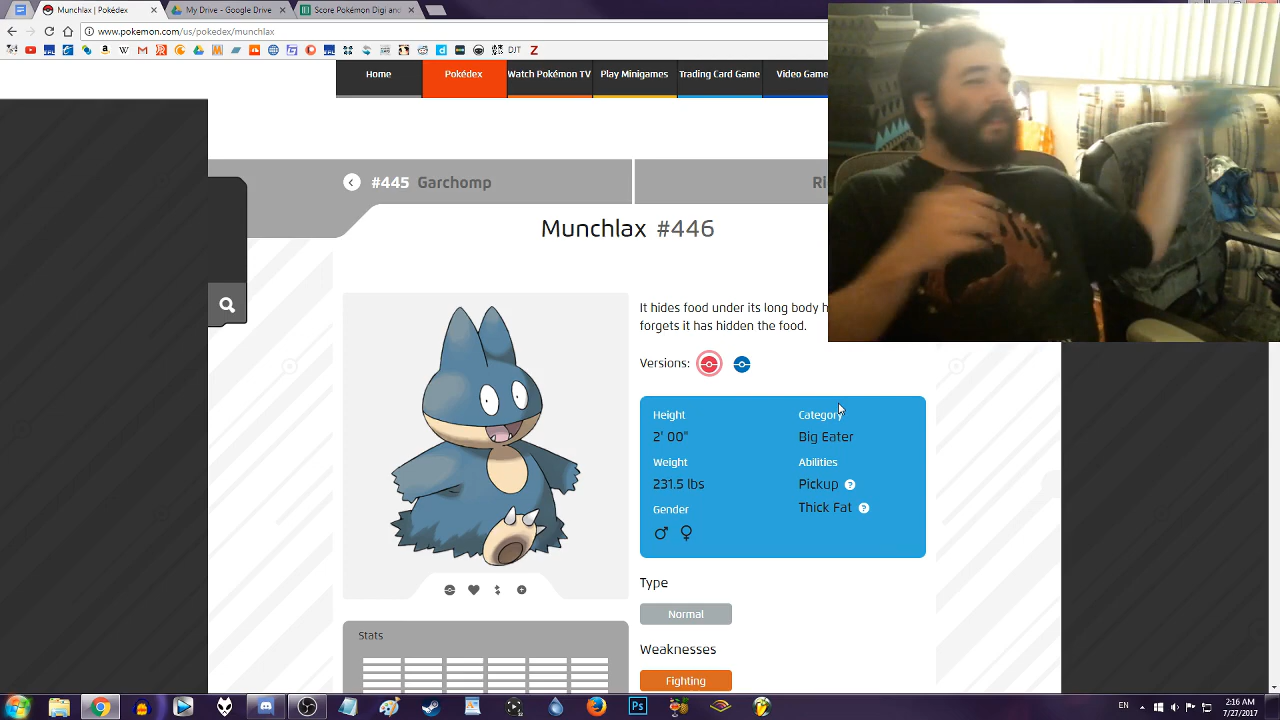 Munchlax | Pokédex
My Drive - Google Drive
Score Pokémon Digi and
www.pokemon.com/us/pokedex/munchlax
DJT
Home
Pokédex
Watch Pokémon TV
Play Minigames
Trading Card Game
Video Game
#445 Garchomp
Ri
Munchlax #446
It hides food under its long body h
forgets it has hidden the food.
Versions:
Height
Category
2' 00"
Big Eater
Weight
Abilities
231.5 lbs
Pickup ?
Gender
Thick Fat ?
Type
Normal
Stats
Weaknesses
Fighting
Ps
EN
2:16 AM
7/27/2017